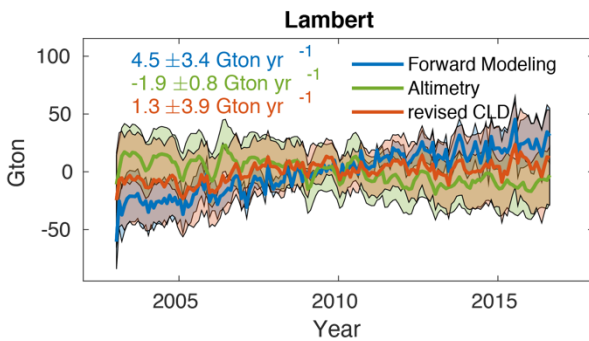 Lambert
4.5 ±3.4 Gton yr -1
-1.9 ±0.8 Gton yr -1
1.3 ±3.9 Gton yr -1
Forward Modeling
Altimetry
revised CLD
100
50
0
-50
Gton
2005 2010 2015
Year